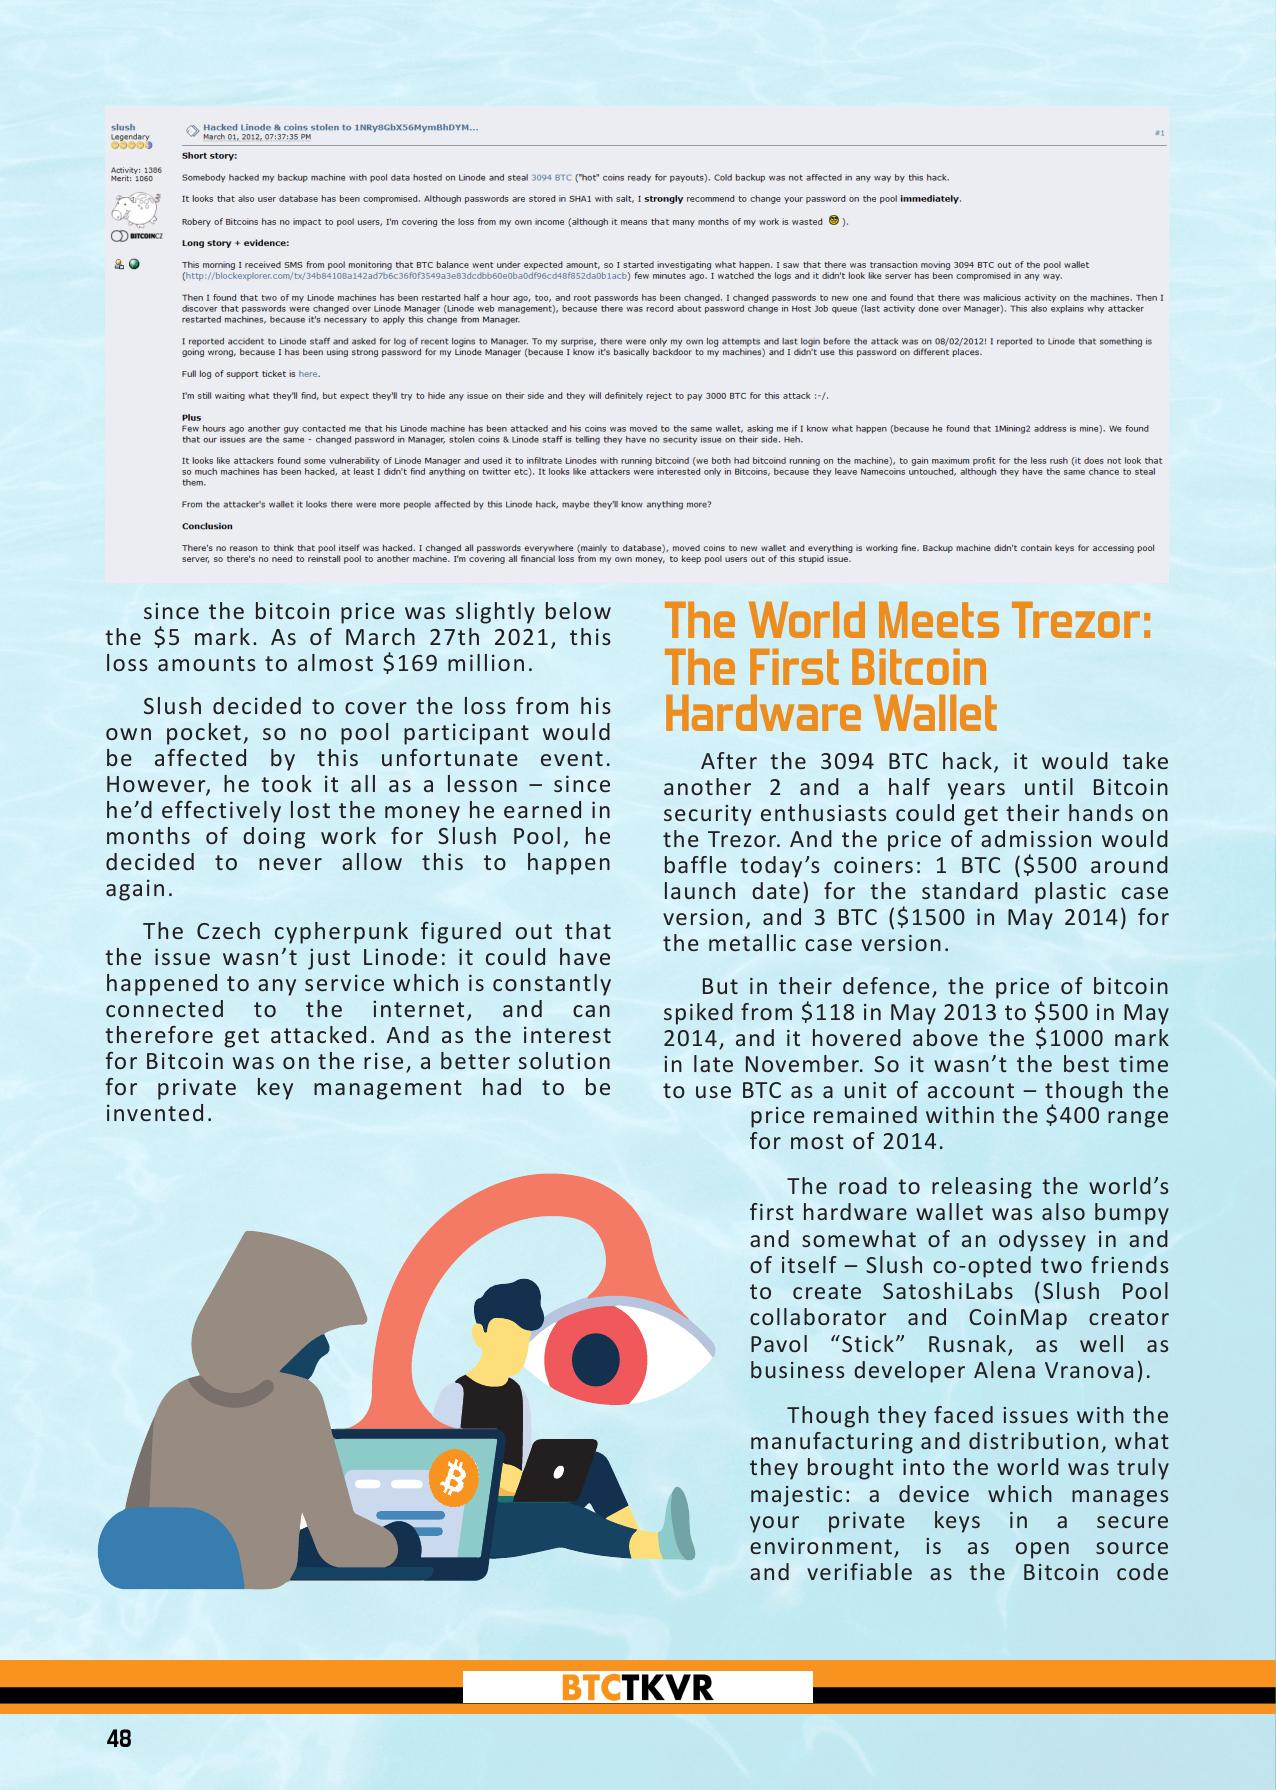 slush
Legendary
Activity: 1386
Merit: 1060
BITCOINCZ
Hacked Linode & coins stolen to 1NRy8GbX56MymBhDYM...
March 01, 2012, 07:37:35 PM
#1
Short story:
Somebody hacked my backup machine with pool data hosted on Linode and steal 3094 BTC ("hot" coins ready for payouts). Cold backup was not affected in any way by this hack.
It looks that also user database has been compromised. Although passwords are stored in SHA1 with salt, I strongly recommend to change your password on the pool immediately.
Robery of Bitcoins has no impact to pool users, I'm covering the loss from my own income (although it means that many months of my work is wasted ).
Long story + evidence:
This morning I received SMS from pool monitoring that BTC balance went under expected amount, so I started investigating what happen. I saw that there was transaction moving 3094 BTC out of the pool wallet
(http://blockexplorer.com/tx/34b84108a142ad7b6c36f0f3549a3e83dcdbb60e0ba0df96cd48f852da0b1acb) few minutes ago. I watched the logs and it didn't look like server has been compromised in any way.
Then I found that two of my Linode machines has been restarted half a hour ago, too, and root passwords has been changed. I changed passwords to new one and found that there was malicious activity on the machines. Then I
discover that passwords were changed over Linode Manager (Linode web management), because there was record about password change in Host Job queue (last activity done over Manager). This also explains why attacker
restarted machines, because it's necessary to apply this change from Manager.
I reported accident to Linode staff and asked for log of recent logins to Manager. To my surprise, there were only my own log attempts and last login before the attack was on 08/02/2012! I reported to Linode that something is
going wrong, because I has been using strong password for my Linode Manager (because I know it's basically backdoor to my machines) and I didn't use this password on different places.
Full log of support ticket is here.
I'm still waiting what they'll find, but expect they'll try to hide any issue on their side and they will definitely reject to pay 3000 BTC for this attack :-/.
Plus
Few hours ago another guy contacted me that his Linode machine has been attacked and his coins was moved to the same wallet, asking me if I know what happen (because he found that 1Mining2 address is mine). We found
that our issues are the same - changed password in Manager, stolen coins & Linode staff is telling they have no security issue on their side. Heh.
It looks like attackers found some vulnerability of Linode Manager and used it to infiltrate Linodes with running bitcoind (we both had bitcoind running on the machine), to gain maximum profit for the less rush (it does not look that
so much machines has been hacked, at least I didn't find anything on twitter etc). It looks like attackers were interested only in Bitcoins, because they leave Namecoins untouched, although they have the same chance to steal
them.
From the attacker's wallet it looks there were more people affected by this Linode hack, maybe they'll know anything more?
Conclusion
There's no reason to think that pool itself was hacked. I changed all passwords everywhere (mainly to database), moved coins to new wallet and everything is working fine. Backup machine didn't contain keys for accessing pool
server, so there's no need to reinstall pool to another machine. I'm covering all financial loss from my own money, to keep pool users out of this stupid issue.
since the bitcoin price was slightly below
the $5 mark. As of March 27th 2021, this
loss amounts to almost $169 million.
Slush decided to cover the loss from his
own pocket, so no pool participant would
be affected by this unfortunate event.
However, he took it all as a lesson – since
he'd effectively lost the money he earned in
months of doing work for Slush Pool, he
decided to never allow this to happen
again.
The Czech cypherpunk figured out that
the issue wasn't just Linode: it could have
happened to any service which is constantly
connected to the internet, and can
therefore get attacked. And as the interest
for Bitcoin was on the rise, a better solution
for private key management had to be
invented.
The World Meets Trezor:
The First Bitcoin
Hardware Wallet
After the 3094 BTC hack, it would take
another 2 and a half years until Bitcoin
security enthusiasts could get their hands on
the Trezor. And the price of admission would
baffle today's coiners: 1 BTC ($500 around
launch date) for the standard plastic case
version, and 3 BTC ($1500 in May 2014) for
the metallic case version.
But in their defence, the price of bitcoin
spiked from $118 in May 2013 to $500 in May
2014, and it hovered above the $1000 mark
in late November. So it wasn't the best time
to use BTC as a unit of account – though the
price remained within the $400 range
for most of 2014.
The road to releasing the world's
first hardware wallet was also bumpy
and somewhat of an odyssey in and
of itself – Slush co-opted two friends
to create SatoshiLabs (Slush Pool
collaborator and CoinMap creator
Pavol “Stick” Rusnak, as well as
business developer Alena Vranova).
Though they faced issues with the
manufacturing and distribution, what
they brought into the world was truly
majestic: a device which manages
your private keys in a secure
environment, is as open source
and verifiable as the Bitcoin code
BTCTKVR
48